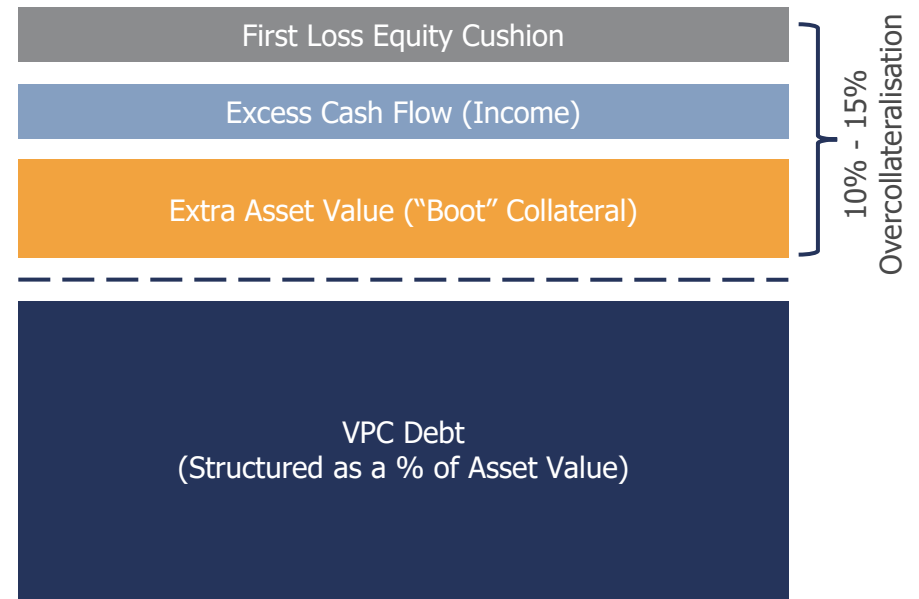 First Loss Equity Cushion
Excess Cash Flow (Income)
Extra Asset Value (“Boot” Collateral)
10% - 15%
Overcollateralisation
VPC Debt
(Structured as a % of Asset Value)